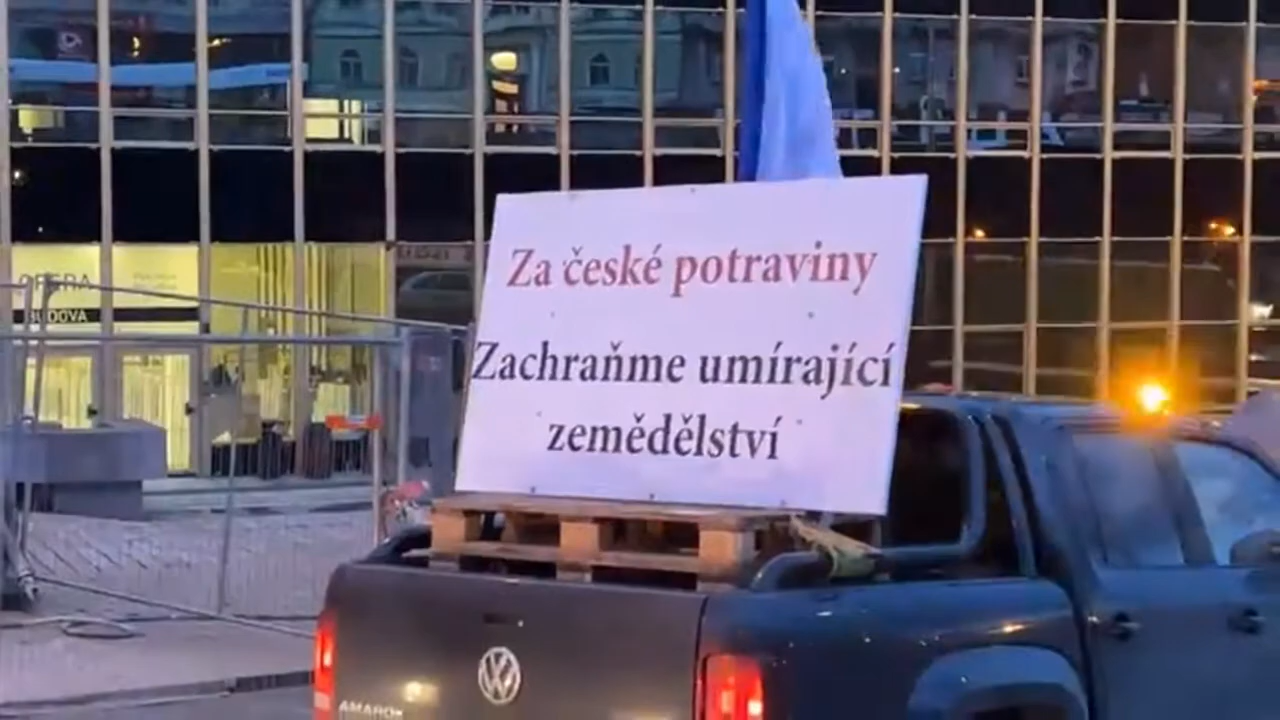 Za české potraviny
Zachraňme umírající
zemědělství
OPERA
BUDOVA
AMAROK